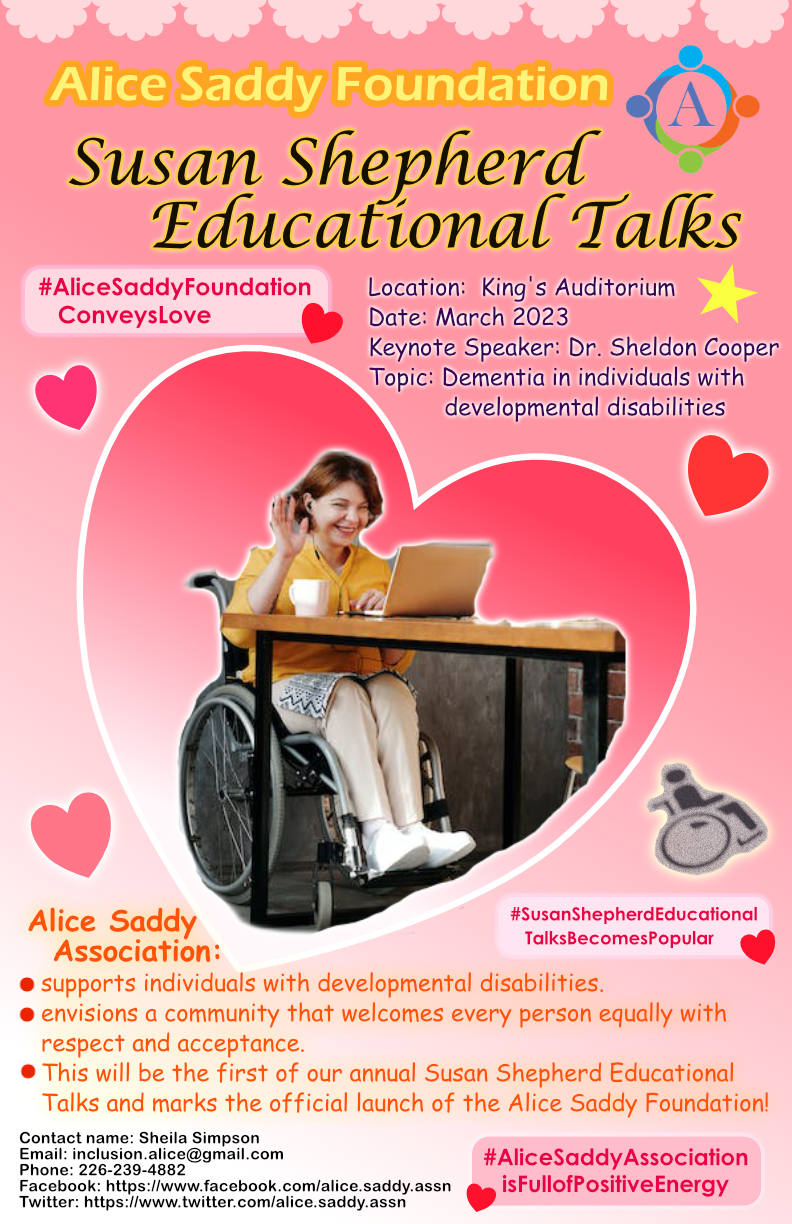 Alice Saddy Foundation
A
Susan Shepherd
Educational Talks
#AliceSaddyFoundation
ConveysLove
Location: King's Auditorium
Date: March 2023
Keynote Speaker: Dr. Sheldon Cooper
Topic: Dementia in individuals with
developmental disabilities
#SusanShepherdEducational
TalksBecomesPopular
Alice Saddy
Association:
supports individuals with developmental disabilities.
envisions a community that welcomes every person equally with
respect and acceptance.
This will be the first of our annual Susan Shepherd Educational
Talks and marks the official launch of the Alice Saddy Foundation!
Contact name: Sheila Simpson
Email: inclusion.alice@gmail.com
Phone: 226-239-4882
Facebook: https://www.facebook.com/alice.saddy.assn
Twitter: https://www.twitter.com/alice.saddy.assn
#AliceSaddyAssociation
isFullofPositiveEnergy